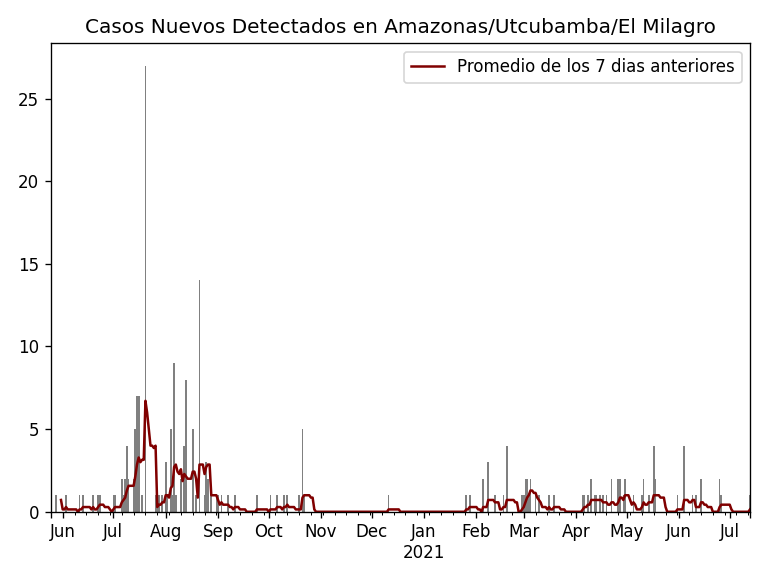 Casos Nuevos Detectados en Amazonas/Utcubamba/El Milagro
Promedio de los 7 dias anteriores
25
20
15
10
5
0
Jun Jul Aug Sep Oct Nov Dec Jan Feb Mar Apr May Jun Jul
2021